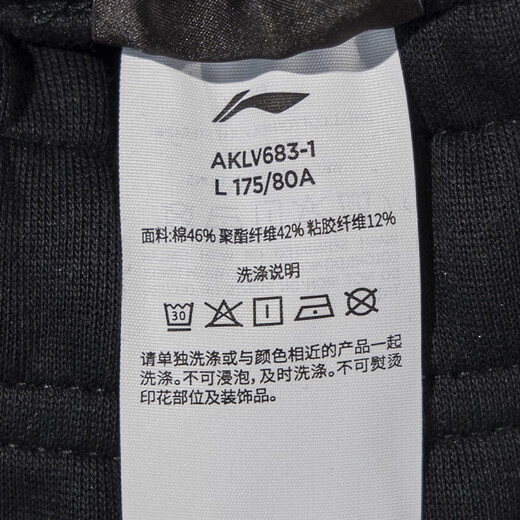 AKLV683-1
L 175/80A
面料:棉46% 聚酯纤维42% 粘胶纤维12%
洗涤说明
30
请单独洗涤或与颜色相近的产品一起
洗涤。不可浸泡,及时洗涤。不可熨烫
印花部位及装饰品。